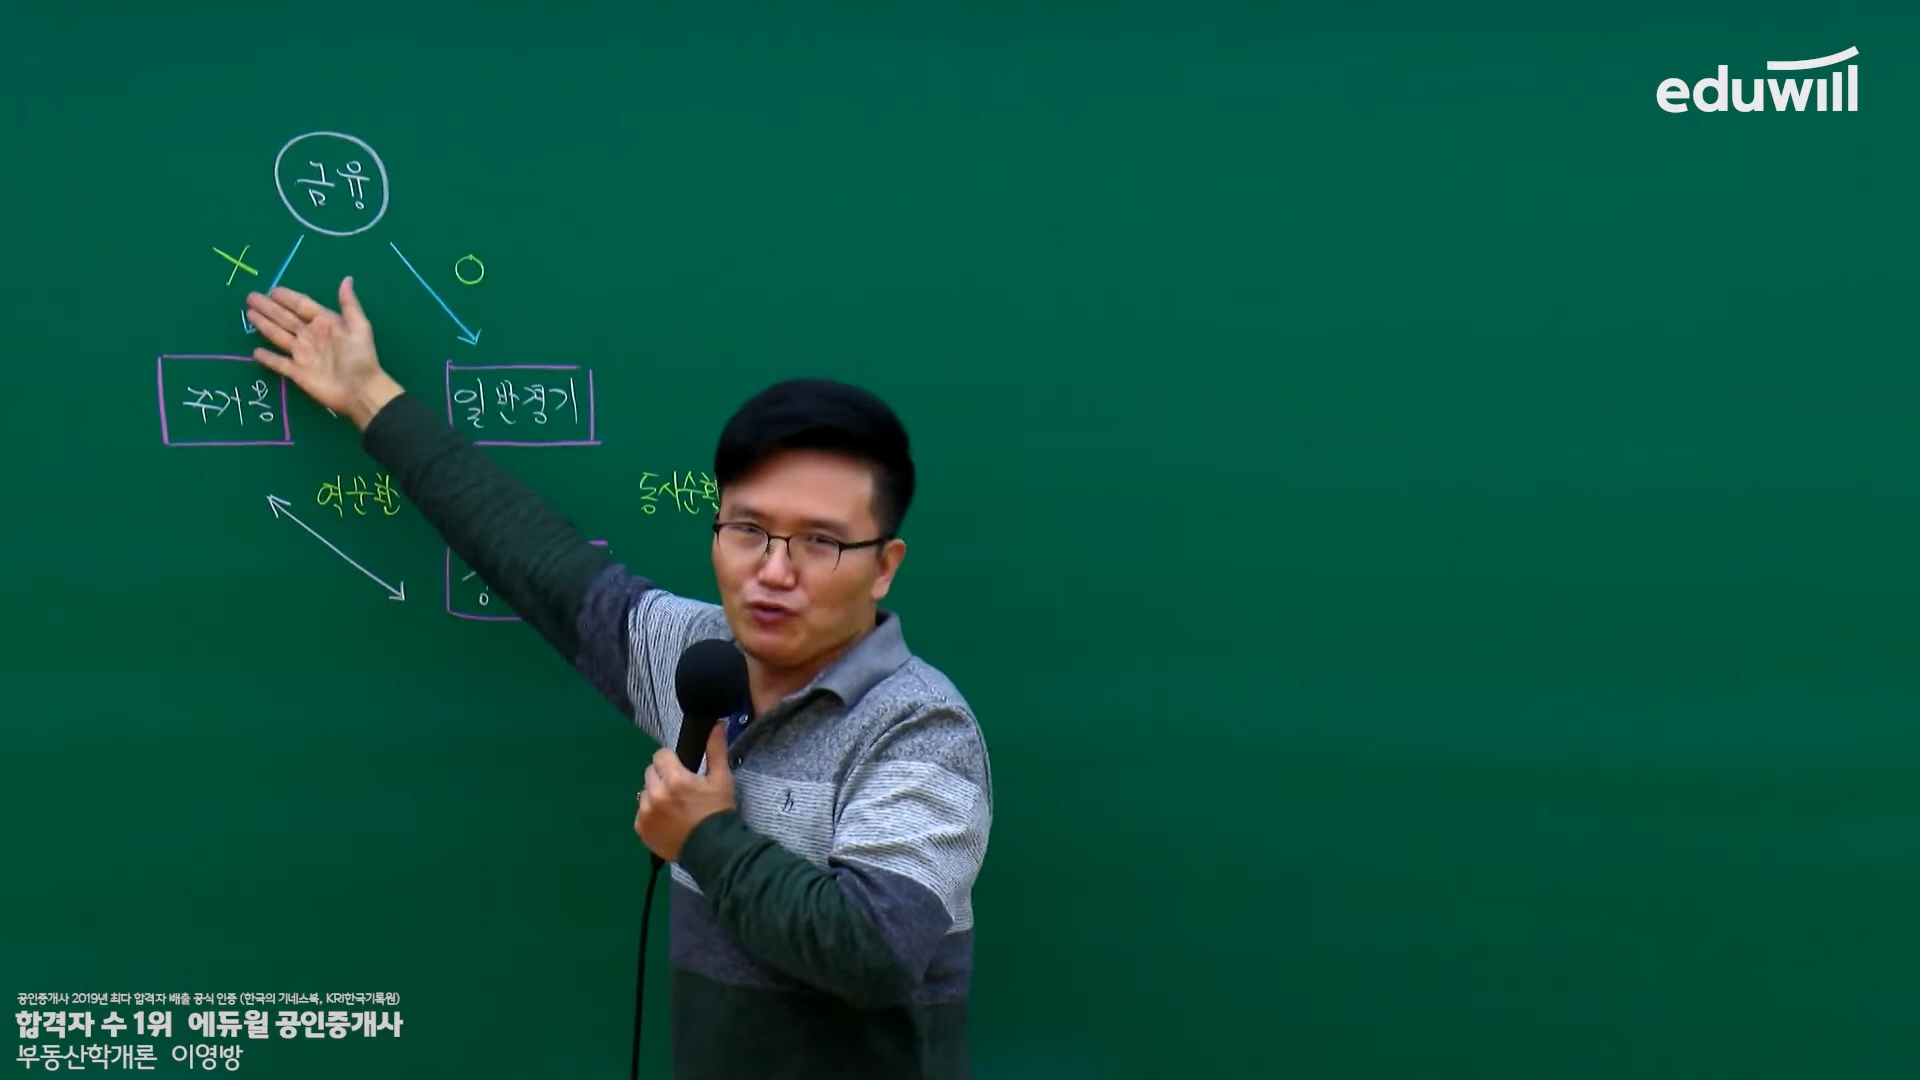 eduwill
금융
X O
주거용 일반경기
역순환 동시순환
공인중개사 2019년 최다 합격자 배출 공식 인증 (한국의 기네스북, KRI한국기록원)
합격자 수 1위 에듀윌 공인중개사
부동산학개론 이영방